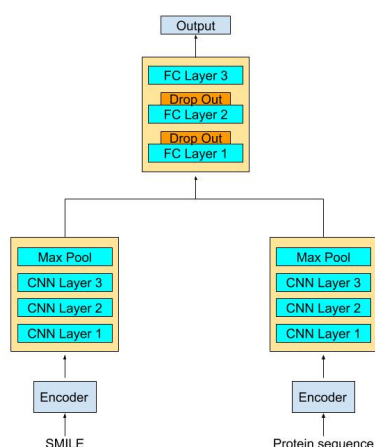 Output
FC Layer 3
Drop Out
FC Layer 2
Drop Out
FC Layer 1
Max Pool
CNN Layer 3
CNN Layer 2
CNN Layer 1
Encoder
SMILE
Max Pool
CNN Layer 3
CNN Layer 2
CNN Layer 1
Encoder
Protein sequence